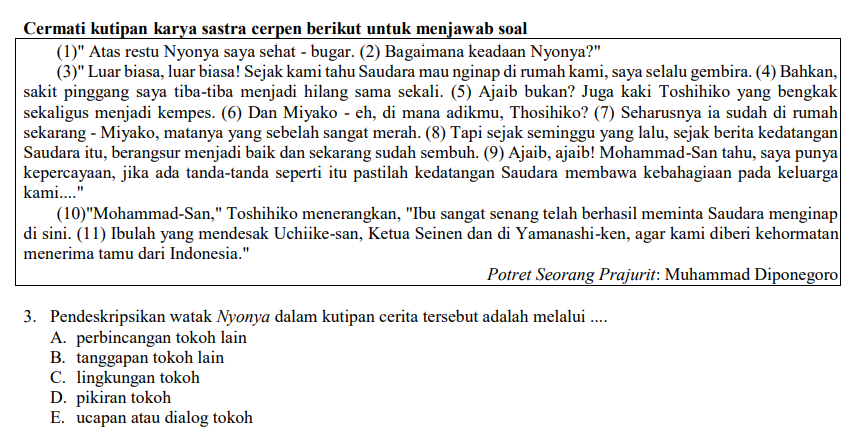 Cermati kutipan karya sastra cerpen berikut untuk menjawab soal
(1)" Atas restu Nyonya saya sehat - bugar. (2) Bagaimana keadaan Nyonya?"
(3)" Luar biasa, luar biasa! Sejak kami tahu Saudara mau nginap di rumah kami, saya selalu gembira. (4) Bahkan,
sakit pinggang saya tiba-tiba menjadi hilang sama sekali. (5) Ajaib bukan? Juga kaki Toshihiko yang bengkak
sekaligus menjadi kempes. (6) Dan Miyako - eh, di mana adikmu, Thosihiko? (7) Seharusnya ia sudah di rumah
sekarang - Miyako, matanya yang sebelah sangat merah. (8) Tapi sejak seminggu yang lalu, sejak berita kedatangan
Saudara itu, berangsur menjadi baik dan sekarang sudah sembuh. (9) Ajaib, ajaib! Mohammad-San tahu, saya punya
kepercayaan, jika ada tanda-tanda seperti itu pastilah kedatangan Saudara membawa kebahagiaan pada keluarga
kami...."
(10)"Mohammad-San," Toshihiko menerangkan, "Ibu sangat senang telah berhasil meminta Saudara menginap
di sini. (11) Ibulah yang mendesak Uchiike-san, Ketua Seinen dan di Yamanashi-ken, agar kami diberi kehormatan
menerima tamu dari Indonesia."
Potret Seorang Prajurit: Muhammad Diponegoro
3. Pendeskripsikan watak Nyonya dalam kutipan cerita tersebut adalah melalui ....
A. perbincangan tokoh lain
B. tanggapan tokoh lain
C. lingkungan tokoh
D. pikiran tokoh
E. ucapan atau dialog tokoh